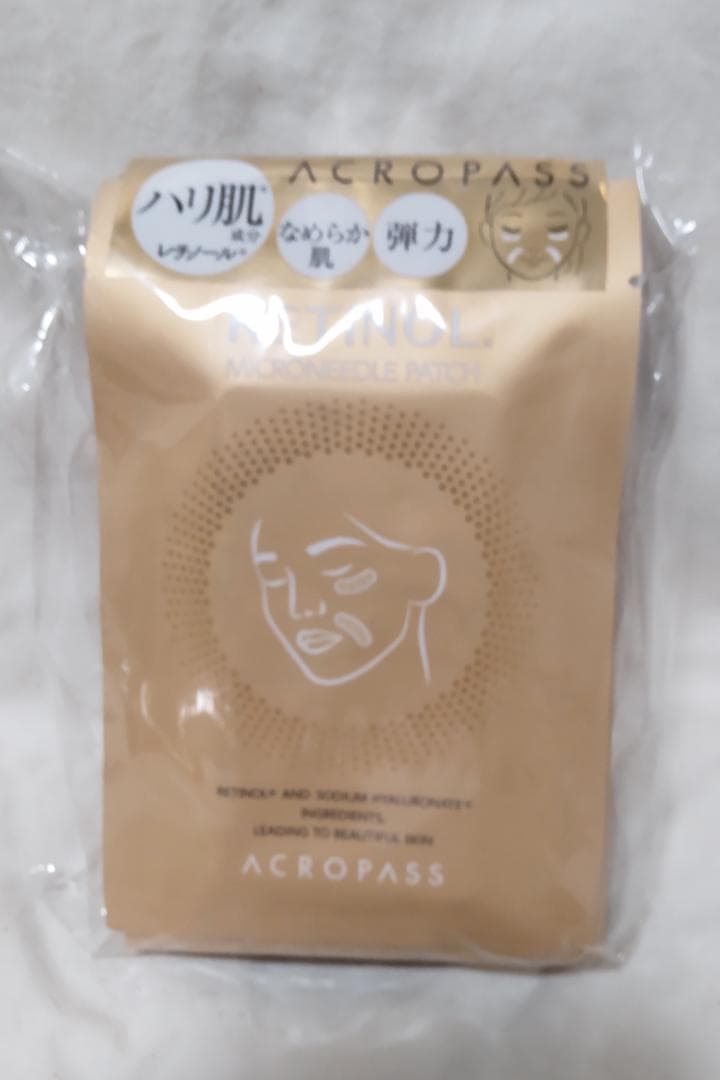 ACROPASS
ハリ肌*
成分
レチノール*
なめらか
肌
弾力
RETINOL.
MICRONEEDLE PATCH
RETINOL* AND SODIUM HYALURONATE*
INGREDIENTS,
LEADING TO BEAUTIFUL SKIN
ACROPASS